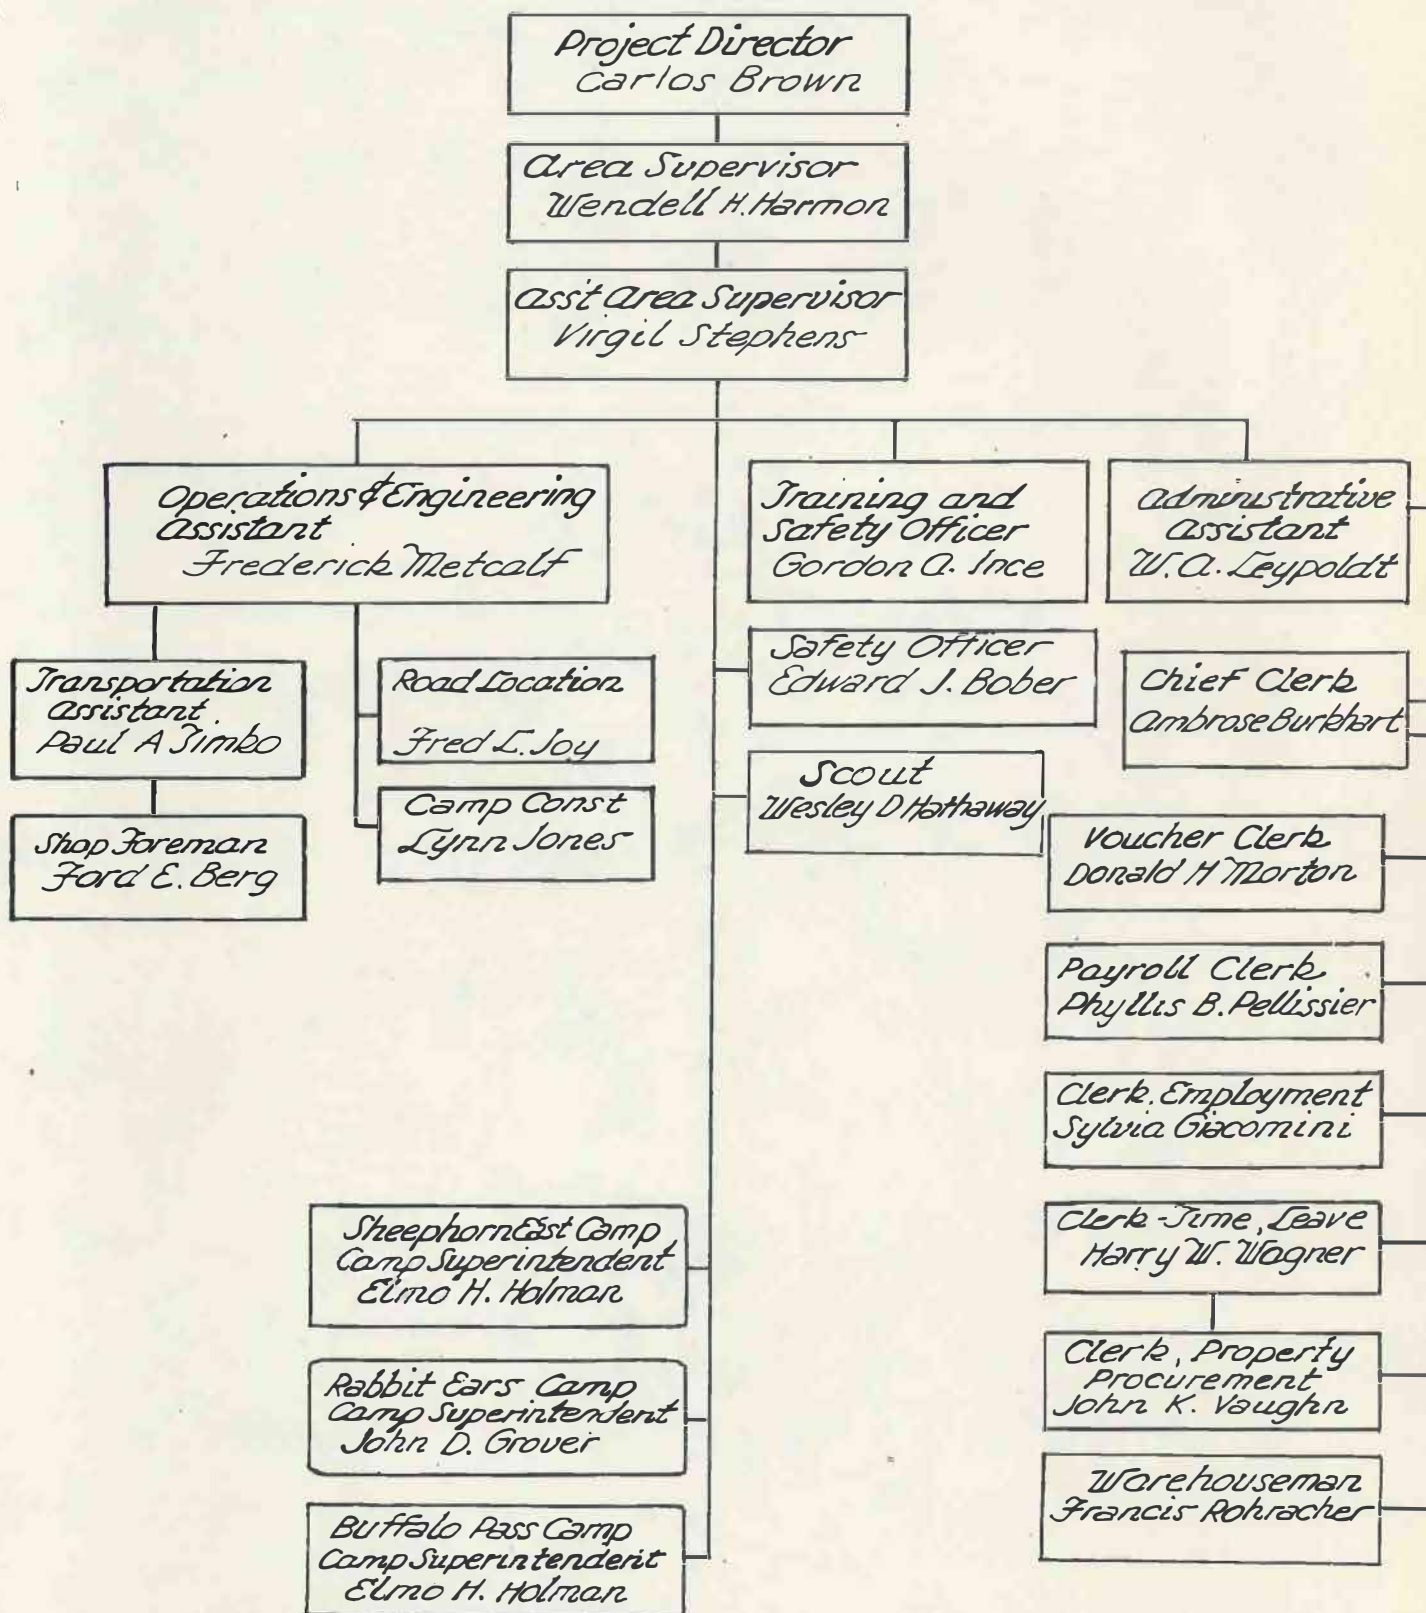 Project Director
Carlos Brown
Area Supervisor
Wendell H. Harmon
Ass't Area Supervisor
Virgil Stephens
Operations & Engineering
Assistant
Frederick Metcalf
Training and
Safety Officer
Gordon A. Ince
Administrative
Assistant
W.A. Leypoldt
Transportation
Assistant
Paul A Timbo
Road Location
Fred L. Joy
Safety Officer
Edward J. Bober
Chief Clerk
Ambrose Burkhart
Shop Foreman
Ford E. Berg
Camp Const
Lynn Jones
Scout
Wesley D Hathaway
Voucher Clerk
Donald H Morton
Payroll Clerk
Phyllis B. Pellissier
Clerk, Employment
Sylvia Giacomini
Clerk-Time, Leave
Harry W. Wagner
Clerk, Property
Procurement
John K. Vaughn
Warehouseman
Francis Rohracher
Sheephorn East Camp
Camp Superintendent
Elmo H. Holman
Rabbit Ears Camp
Camp Superintendent
John D. Grover
Buffalo Pass Camp
Camp Superintendent
Elmo H. Holman